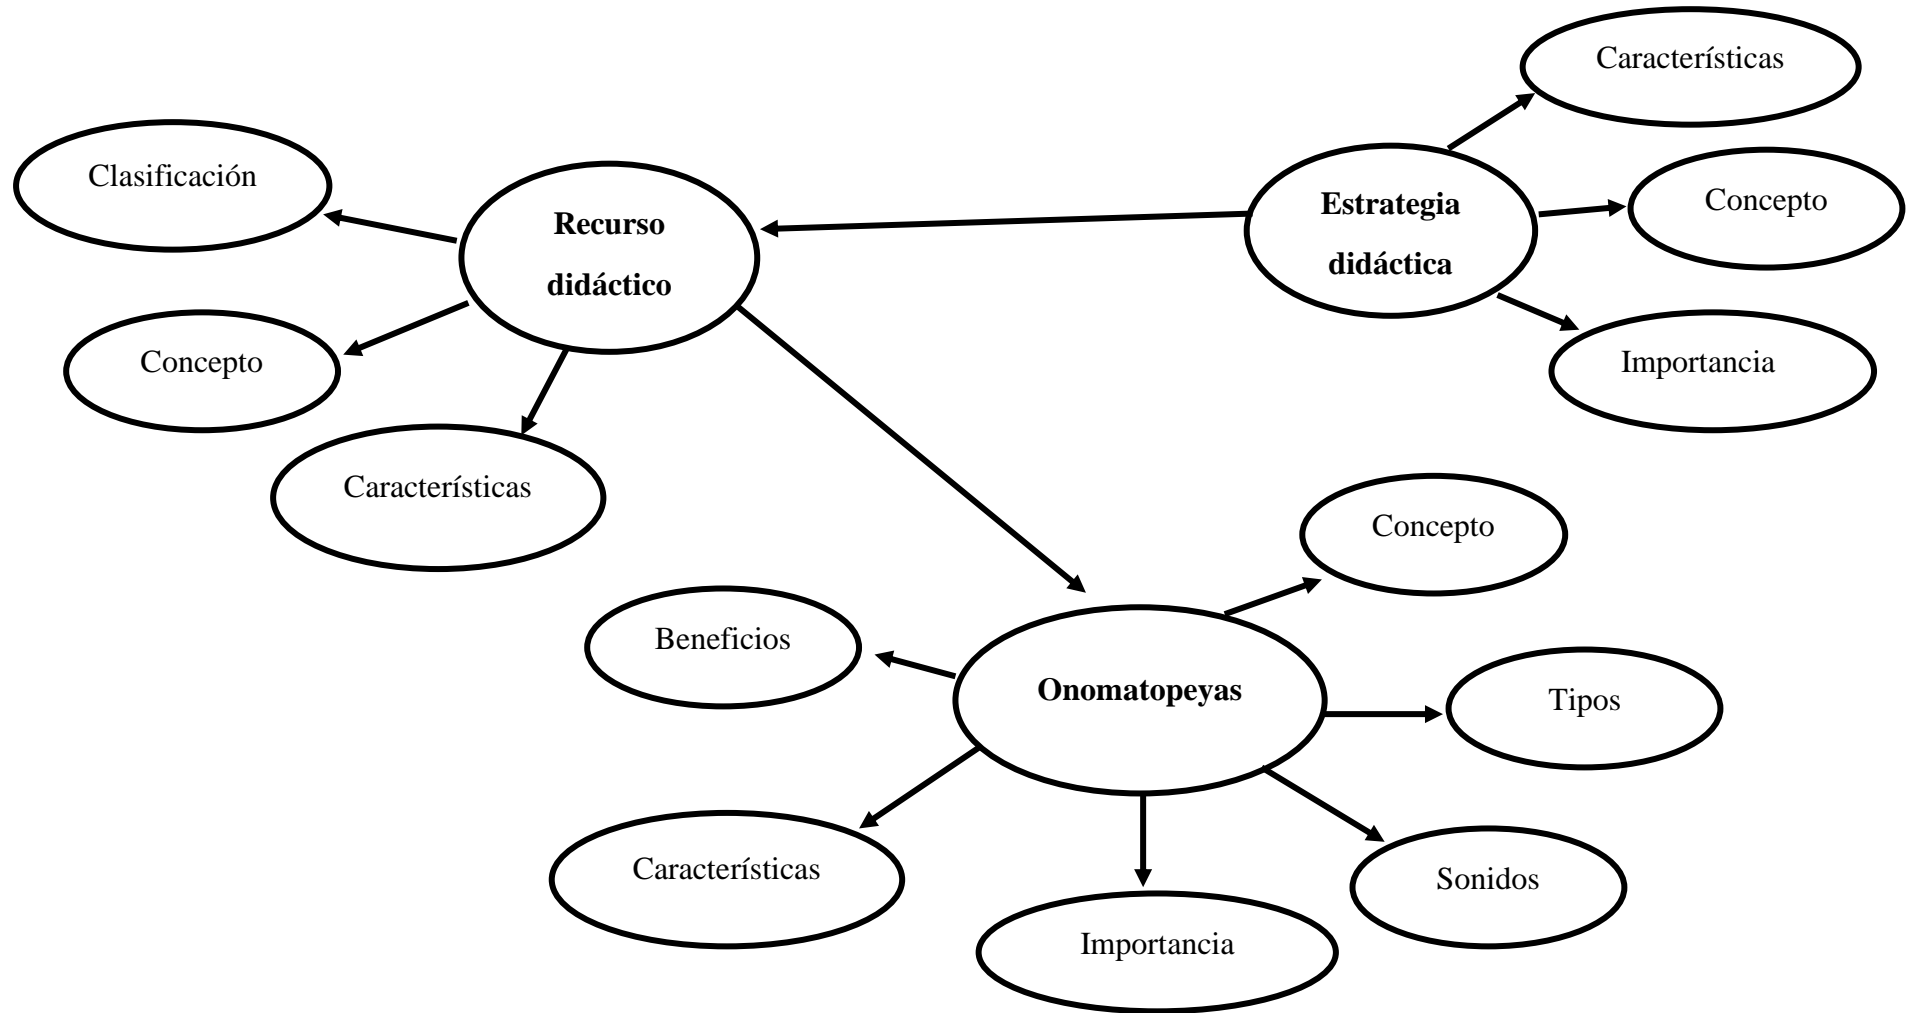 Características
Clasificación
Recurso
didáctico
Estrategia
didáctica
Concepto
Concepto
Importancia
Características
Concepto
Beneficios
Onomatopeyas
Tipos
Características
Sonidos
Importancia